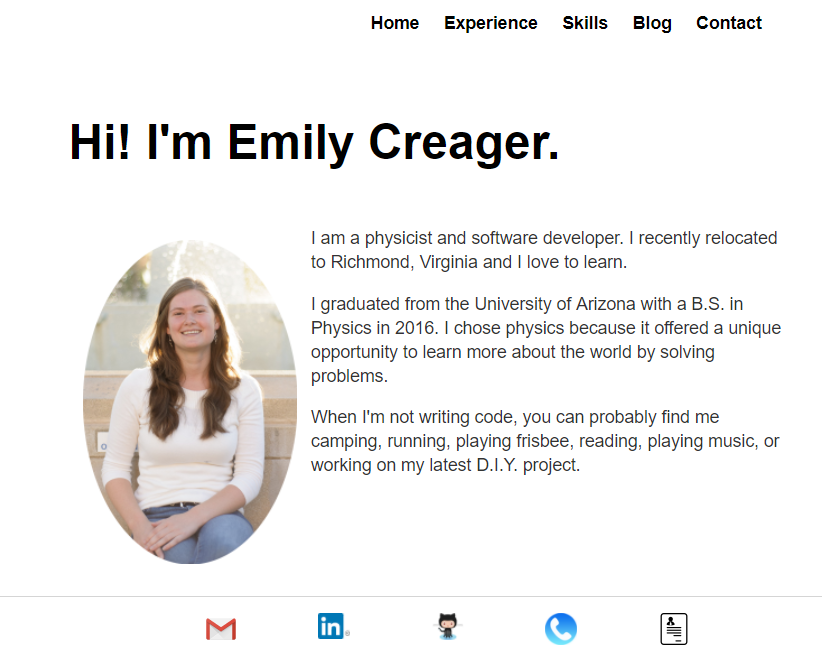 Home Experience Skills Blog Contact
Hi! I'm Emily Creager.
I am a physicist and software developer. I recently relocated
to Richmond, Virginia and I love to learn.
I graduated from the University of Arizona with a B.S. in
Physics in 2016. I chose physics because it offered a unique
opportunity to learn more about the world by solving
problems.
When I'm not writing code, you can probably find me
camping, running, playing frisbee, reading, playing music, or
working on my latest D.I.Y. project.
in